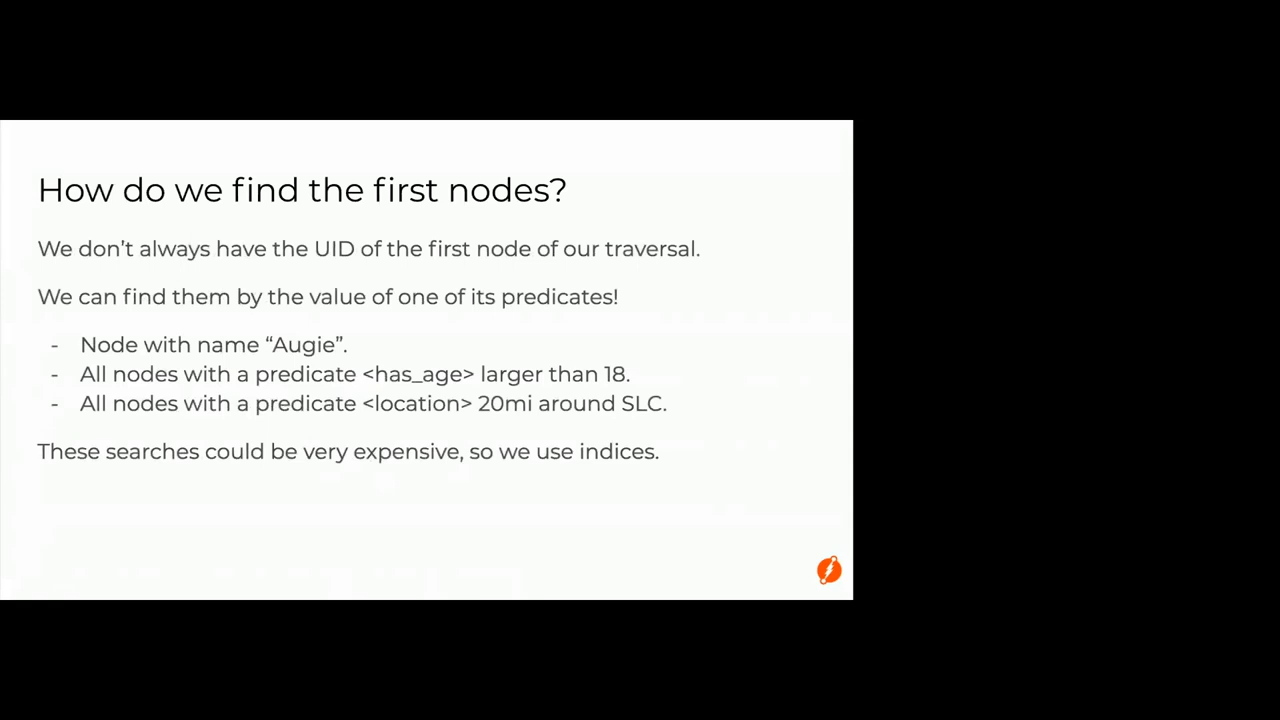 How do we find the first nodes?
We don’t always have the UID of the first node of our traversal.
We can find them by the value of one of its predicates!
- Node with name “Augie”.
- All nodes with a predicate <has_age> larger than 18.
- All nodes with a predicate <location> 20mi around SLC.
These searches could be very expensive, so we use indices.